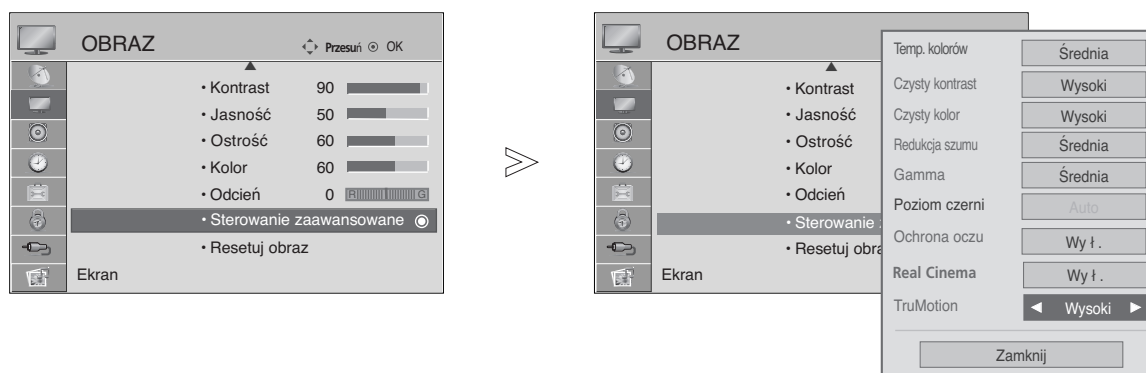 OBRAZ
Przesuń OK
• Kontrast 90
• Jasność 50
• Ostrość 60
• Kolor 60
• Odcień 0 R G
• Sterowanie zaawansowane
• Resetuj obraz
Ekran
>>
OBRAZ
• Kontrast
• Jasność
• Ostrość
• Kolor
• Odcień
• Sterowanie z
• Resetuj obra
Ekran
Temp. kolorów Średnia
Czysty kontrast Wysoki
Czysty kolor Wysoki
Redukcja szumu Średnia
Gamma Średnia
Poziom czerni Auto
Ochrona oczu Wy ł .
Real Cinema Wy ł .
TruMotion ◄ Wysoki ►
Zamknij